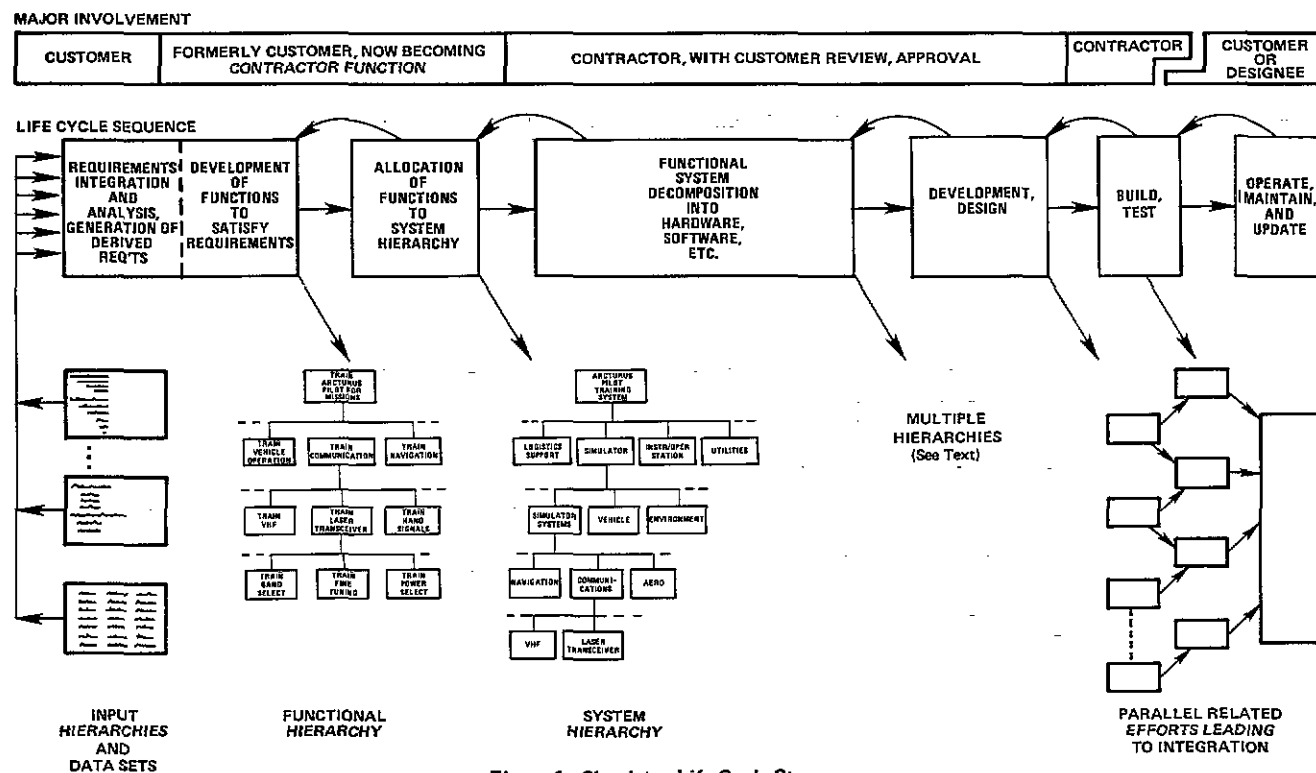 MAJOR INVOLVEMENT
CUSTOMER
FORMERLY CUSTOMER, NOW BECOMING
CONTRACTOR FUNCTION
CONTRACTOR, WITH CUSTOMER REVIEW, APPROVAL
CONTRACTOR
CUSTOMER
OR
DESIGNEE
LIFE CYCLE SEQUENCE
REQUIREMENTS
INTEGRATION
AND
ANALYSIS,
GENERATION OF
DERIVED
REQ'TS
DEVELOPMENT
OF
FUNCTIONS
TO
SATISFY
REQUIREMENTS
ALLOCATION
OF
FUNCTIONS
TO
SYSTEM
HIERARCHY
FUNCTIONAL
SYSTEM
DECOMPOSITION
INTO
HARDWARE,
SOFTWARE,
ETC.
DEVELOPMENT,
DESIGN
BUILD,
TEST
OPERATE,
MAINTAIN,
AND
UPDATE
TRAIN
ARCTURUS
PILOT FOR
MISSIONS
TRAIN
VEHICLE
OPERATION
TRAIN
COMMUNICATION
TRAIN
NAVIGATION
TRAIN
VHF
TRAIN
LASER
TRANSCEIVER
TRAIN
HAND
SIGNALS
TRAIN
BAND
SELECT
TRAIN
FINE
TUNING
TRAIN
POWER
SELECT
ARCTURUS
PILOT
TRAINING
SYSTEM
LOGISTICS
SUPPORT
SIMULATOR
INSTR/OPER
STATION
UTILITIES
SIMULATOR
SYSTEMS
VEHICLE
ENVIRONMENT
NAVIGATION
COMMUNI-
CATIONS
AERO
VHF
LASER
TRANSCEIVER
MULTIPLE
HIERARCHIES
(See Text)
INPUT
HIERARCHIES
AND
DATA SETS
FUNCTIONAL
HIERARCHY
SYSTEM
HIERARCHY
PARALLEL RELATED
EFFORTS LEADING
TO INTEGRATION